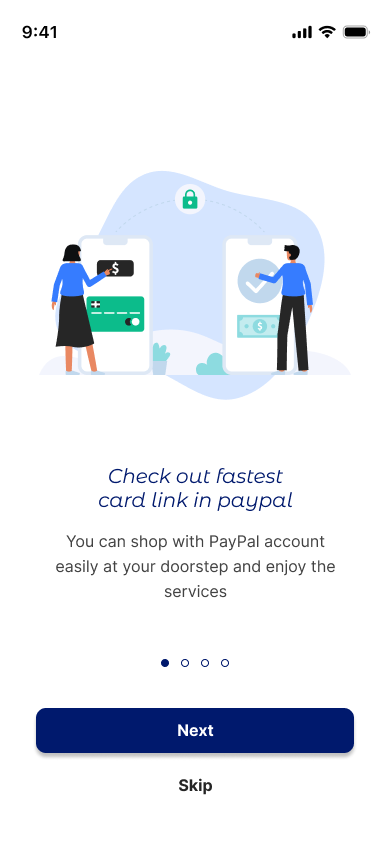 9:41
$
$
Check out fastest
card link in paypal
You can shop with PayPal account
easily at your doorstep and enjoy the
services
Next
Skip